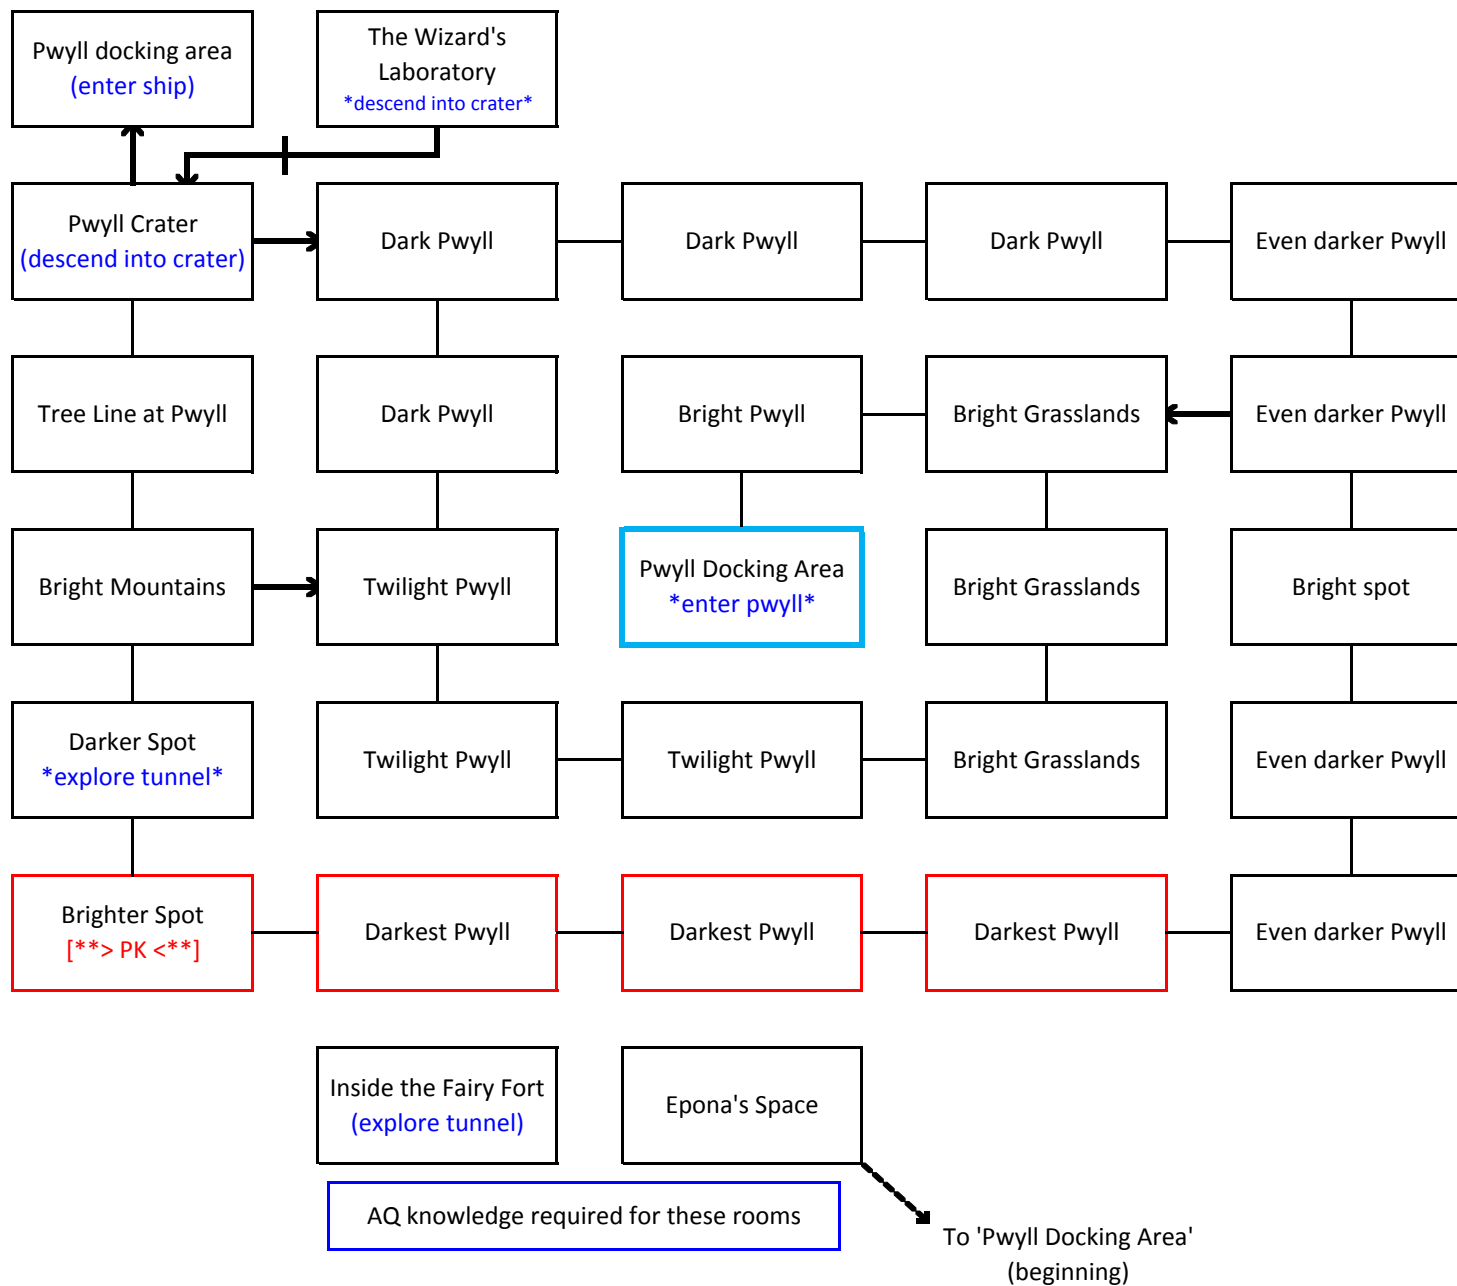 Pwyll docking area
(enter ship)
The Wizard's
Laboratory
*descend into crater*
Pwyll Crater
(descend into crater)
Dark Pwyll
Dark Pwyll
Dark Pwyll
Even darker Pwyll
Tree Line at Pwyll
Dark Pwyll
Bright Pwyll
Bright Grasslands
Even darker Pwyll
Bright Mountains
Twilight Pwyll
Pwyll Docking Area
*enter pwyll*
Bright Grasslands
Bright spot
Darker Spot
*explore tunnel*
Twilight Pwyll
Twilight Pwyll
Bright Grasslands
Even darker Pwyll
Brighter Spot
[**> PK <**]
Darkest Pwyll
Darkest Pwyll
Darkest Pwyll
Even darker Pwyll
Inside the Fairy Fort
(explore tunnel)
Epona's Space
AQ knowledge required for these rooms
To 'Pwyll Docking Area'
(beginning)